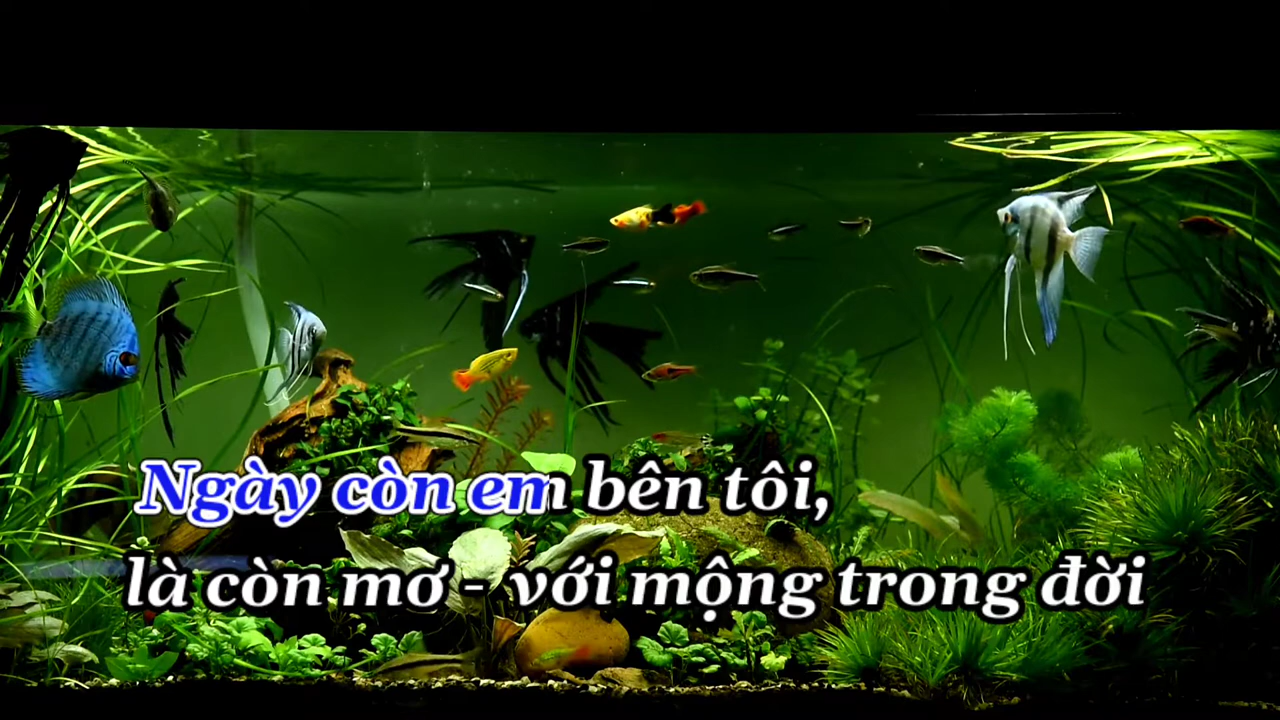 Ngày còn em bên tôi,
là còn mơ - với mộng trong đời